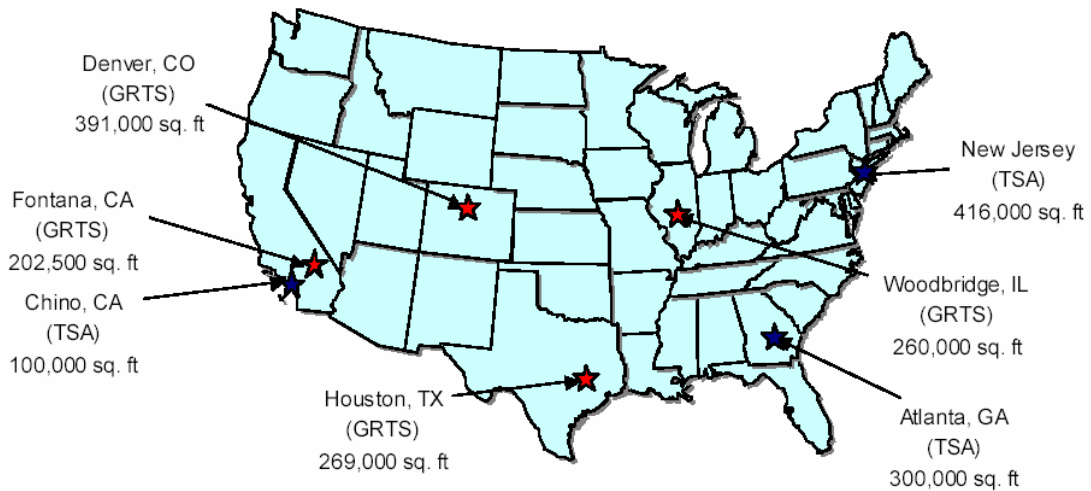 Denver, CO
(GRTS)
391,000 sq. ft
Fontana, CA
(GRTS)
202,500 sq. ft
Chino, CA
(TSA)
100,000 sq. ft
Houston, TX
(GRTS)
269,000 sq. ft
New Jersey
(TSA)
416,000 sq. ft
Woodbridge, IL
(GRTS)
260,000 sq. ft
Atlanta, GA
(TSA)
300,000 sq. ft